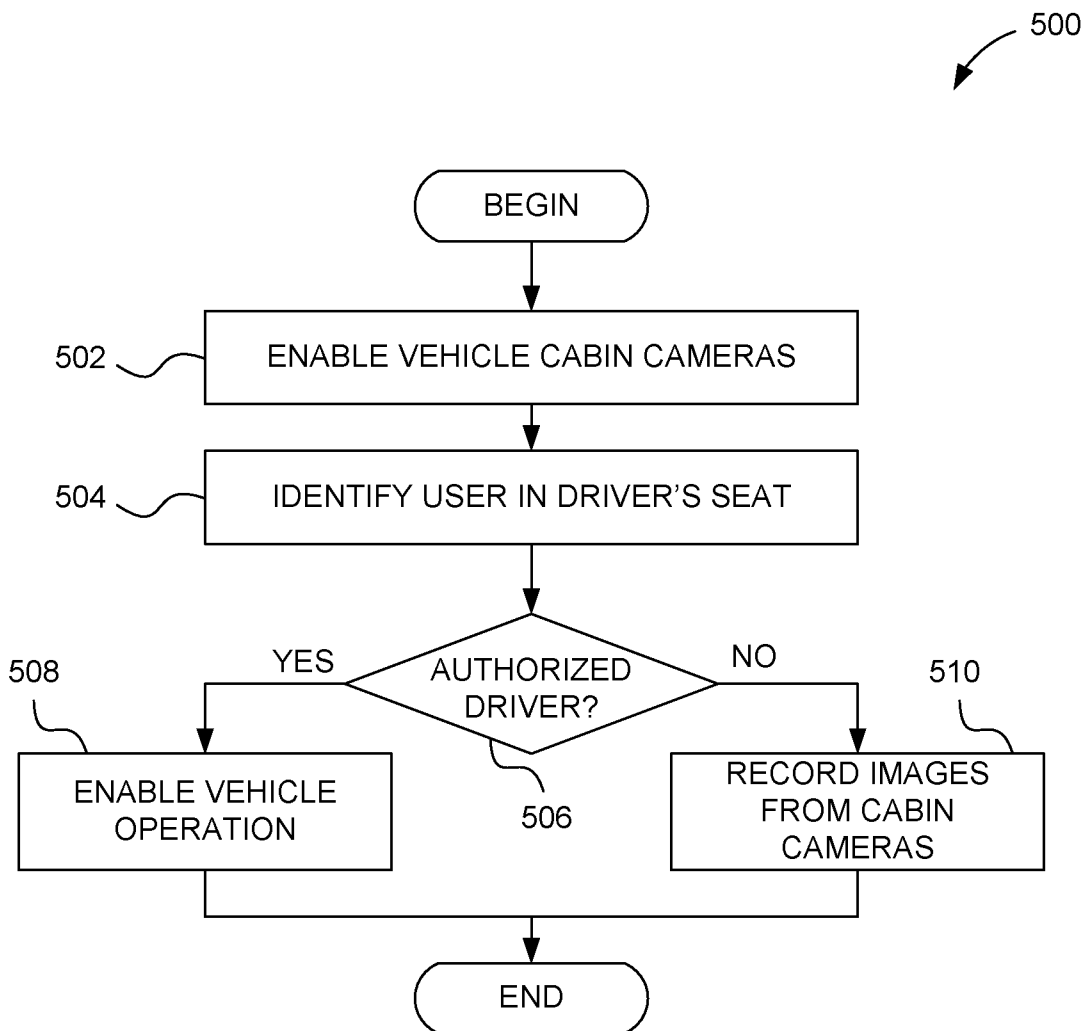 500
BEGIN
502
ENABLE VEHICLE CABIN CAMERAS
504
IDENTIFY USER IN DRIVER'S SEAT
YES
AUTHORIZED
DRIVER?
NO
508
510
ENABLE VEHICLE
OPERATION
506
RECORD IMAGES
FROM CABIN
CAMERAS
END